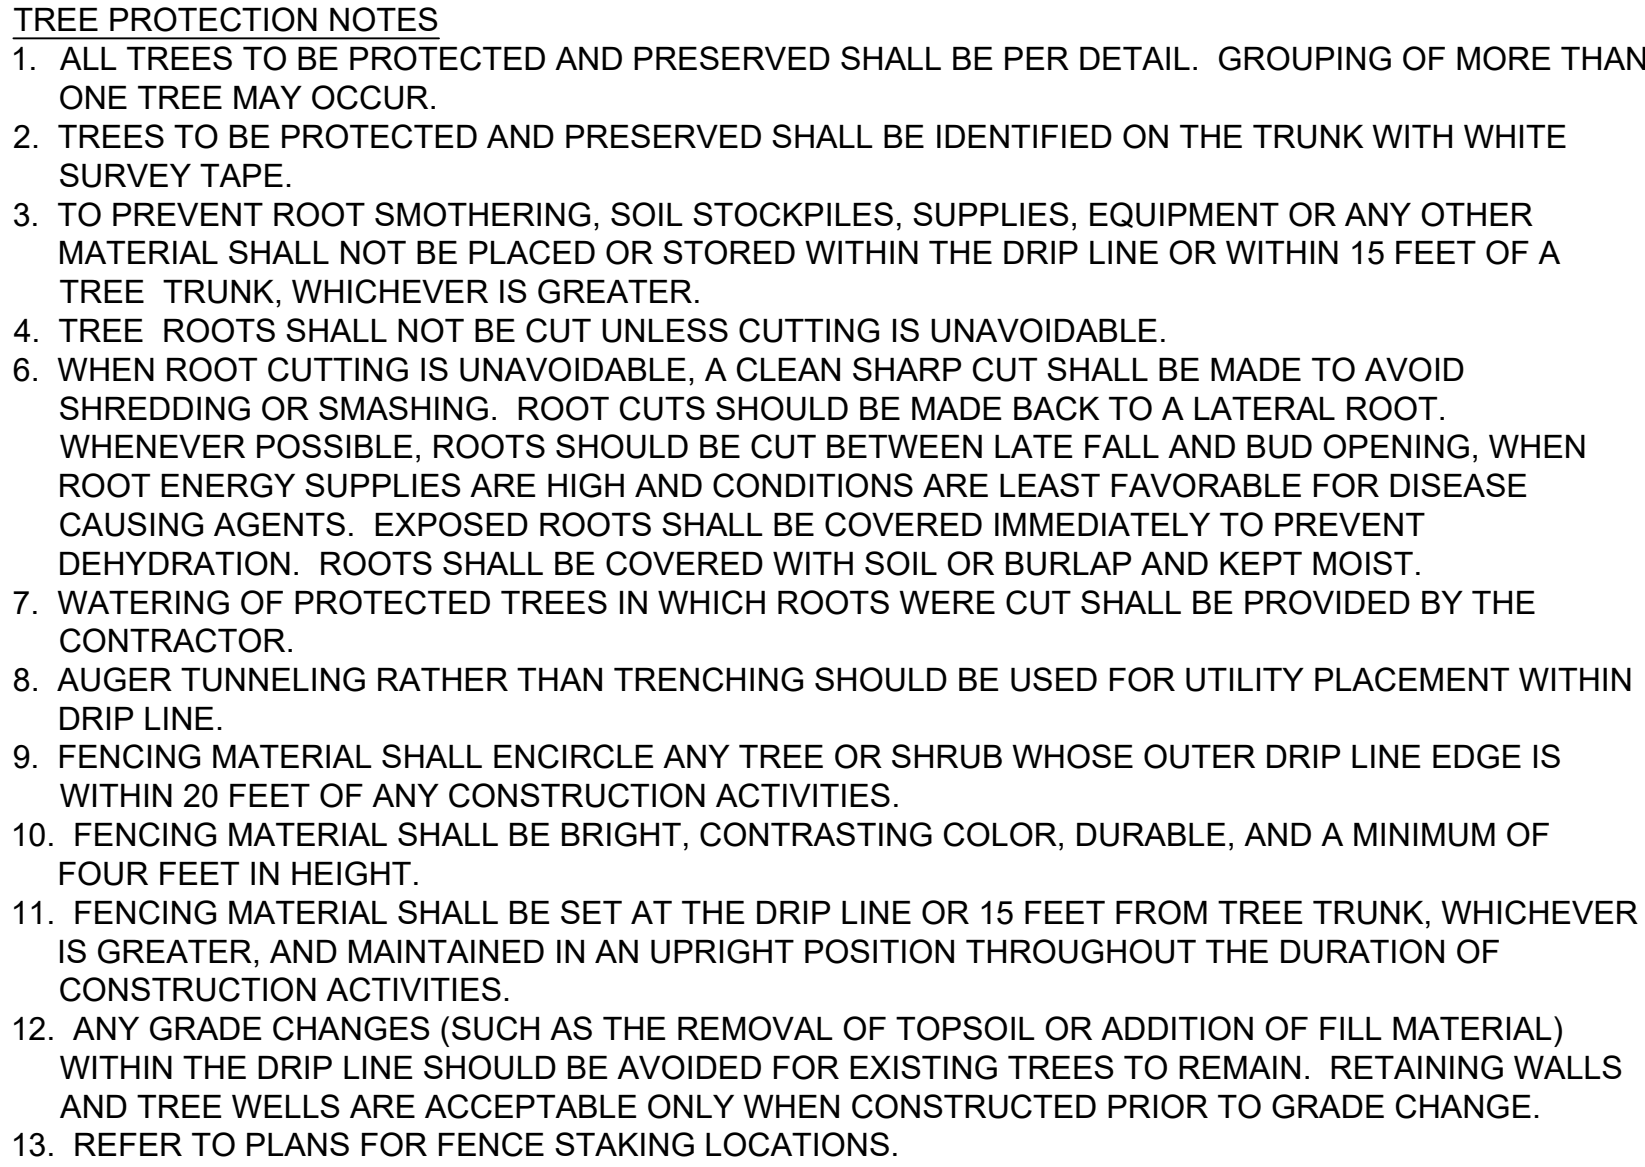 TREE PROTECTION NOTES
1. ALL TREES TO BE PROTECTED AND PRESERVED SHALL BE PER DETAIL. GROUPING OF MORE THAN
ONE TREE MAY OCCUR.
2. TREES TO BE PROTECTED AND PRESERVED SHALL BE IDENTIFIED ON THE TRUNK WITH WHITE
SURVEY TAPE.
3. TO PREVENT ROOT SMOTHERING, SOIL STOCKPILES, SUPPLIES, EQUIPMENT OR ANY OTHER
MATERIAL SHALL NOT BE PLACED OR STORED WITHIN THE DRIP LINE OR WITHIN 15 FEET OF A
TREE TRUNK, WHICHEVER IS GREATER.
4. TREE ROOTS SHALL NOT BE CUT UNLESS CUTTING IS UNAVOIDABLE.
6. WHEN ROOT CUTTING IS UNAVOIDABLE, A CLEAN SHARP CUT SHALL BE MADE TO AVOID
SHREDDING OR SMASHING. ROOT CUTS SHOULD BE MADE BACK TO A LATERAL ROOT.
WHENEVER POSSIBLE, ROOTS SHOULD BE CUT BETWEEN LATE FALL AND BUD OPENING, WHEN
ROOT ENERGY SUPPLIES ARE HIGH AND CONDITIONS ARE LEAST FAVORABLE FOR DISEASE
CAUSING AGENTS. EXPOSED ROOTS SHALL BE COVERED IMMEDIATELY TO PREVENT
DEHYDRATION. ROOTS SHALL BE COVERED WITH SOIL OR BURLAP AND KEPT MOIST.
7. WATERING OF PROTECTED TREES IN WHICH ROOTS WERE CUT SHALL BE PROVIDED BY THE
CONTRACTOR.
8. AUGER TUNNELING RATHER THAN TRENCHING SHOULD BE USED FOR UTILITY PLACEMENT WITHIN
DRIP LINE.
9. FENCING MATERIAL SHALL ENCIRCLE ANY TREE OR SHRUB WHOSE OUTER DRIP LINE EDGE IS
WITHIN 20 FEET OF ANY CONSTRUCTION ACTIVITIES.
10. FENCING MATERIAL SHALL BE BRIGHT, CONTRASTING COLOR, DURABLE, AND A MINIMUM OF
FOUR FEET IN HEIGHT.
11. FENCING MATERIAL SHALL BE SET AT THE DRIP LINE OR 15 FEET FROM TREE TRUNK, WHICHEVER
IS GREATER, AND MAINTAINED IN AN UPRIGHT POSITION THROUGHOUT THE DURATION OF
CONSTRUCTION ACTIVITIES.
12. ANY GRADE CHANGES (SUCH AS THE REMOVAL OF TOPSOIL OR ADDITION OF FILL MATERIAL)
WITHIN THE DRIP LINE SHOULD BE AVOIDED FOR EXISTING TREES TO REMAIN. RETAINING WALLS
AND TREE WELLS ARE ACCEPTABLE ONLY WHEN CONSTRUCTED PRIOR TO GRADE CHANGE.
13. REFER TO PLANS FOR FENCE STAKING LOCATIONS.